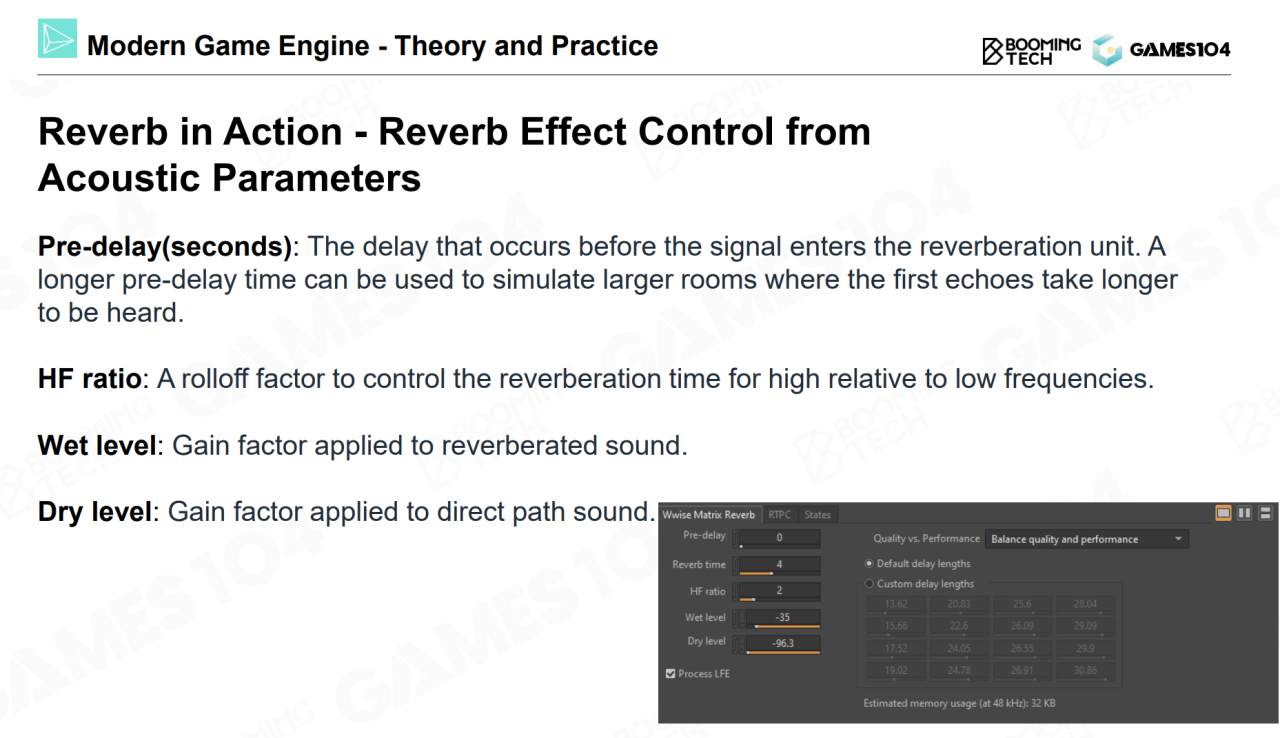 Modern Game Engine - Theory and Practice
BOOMING
TECH
GAMES104
Reverb in Action - Reverb Effect Control from
Acoustic Parameters
Pre-delay(seconds): The delay that occurs before the signal enters the reverberation unit. A
longer pre-delay time can be used to simulate larger rooms where the first echoes take longer
to be heard.
HF ratio: A rolloff factor to control the reverberation time for high relative to low frequencies.
Wet level: Gain factor applied to reverberated sound.
Dry level: Gain factor applied to direct path sound.
Wwise Matrix Reverb RTPC States
Pre-delay 0 Quality vs. Performance Balance quality and performance
Reverb time 4 Default delay lengths
Custom delay lengths
HF ratio 2
13.62 20.83 25.6 28.04
Wet level -35
15.66 22.6 26.09 29.09
Dry level -96.3
17.52 24.05 26.55 29.9
19.02 24.78 26.91 30.86
Process LFE
Estimated memory usage (at 48 kHz): 32 KB